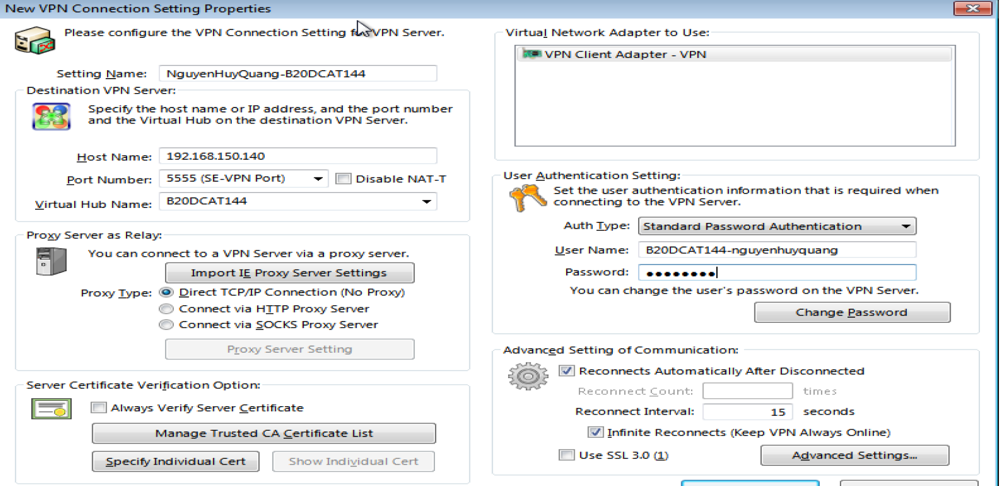 New VPN Connection Setting Properties
Please configure the VPN Connection Setting for VPN Server.
Setting Name: NguyenHuyQuang-B20DCAT144
Destination VPN Server:
Specify the host name or IP address, and the port number
and the Virtual Hub on the destination VPN Server.
Host Name: 192.168.150.140
Port Number: 5555 (SE-VPN Port) Disable NAT-T
Virtual Hub Name: B20DCAT144
Proxy Server as Relay:
You can connect to a VPN Server via a proxy server.
Import IE Proxy Server Settings
Proxy Type: Direct TCP/IP Connection (No Proxy)
Connect via HTTP Proxy Server
Connect via SOCKS Proxy Server
Proxy Server Setting
Server Certificate Verification Option:
Always Verify Server Certificate
Manage Trusted CA Certificate List
Specify Individual Cert Show Individual Cert
Virtual Network Adapter to Use:
VPN Client Adapter - VPN
User Authentication Setting:
Set the user authentication information that is required when
connecting to the VPN Server.
Auth Type: Standard Password Authentication
User Name: B20DCAT144-nguyenhuyquang
Password: ●●●●●●●●
You can change the user's password on the VPN Server.
Change Password
Advanced Setting of Communication:
Reconnects Automatically After Disconnected
Reconnect Count: times
Reconnect Interval: 15 seconds
Infinite Reconnects (Keep VPN Always Online)
Use SSL 3.0 (1) Advanced Settings...